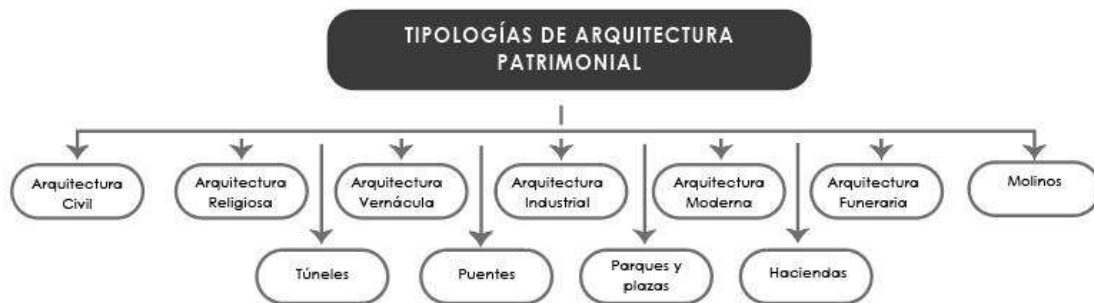 TIPOLOGÍAS DE ARQUITECTURA
PATRIMONIAL
Arquitectura
Civil
Arquitectura
Religiosa
Arquitectura
Vernácula
Arquitectura
Industrial
Arquitectura
Moderna
Arquitectura
Funeraria
Molinos
Túneles
Puentes
Parques y
plazas
Haciendas